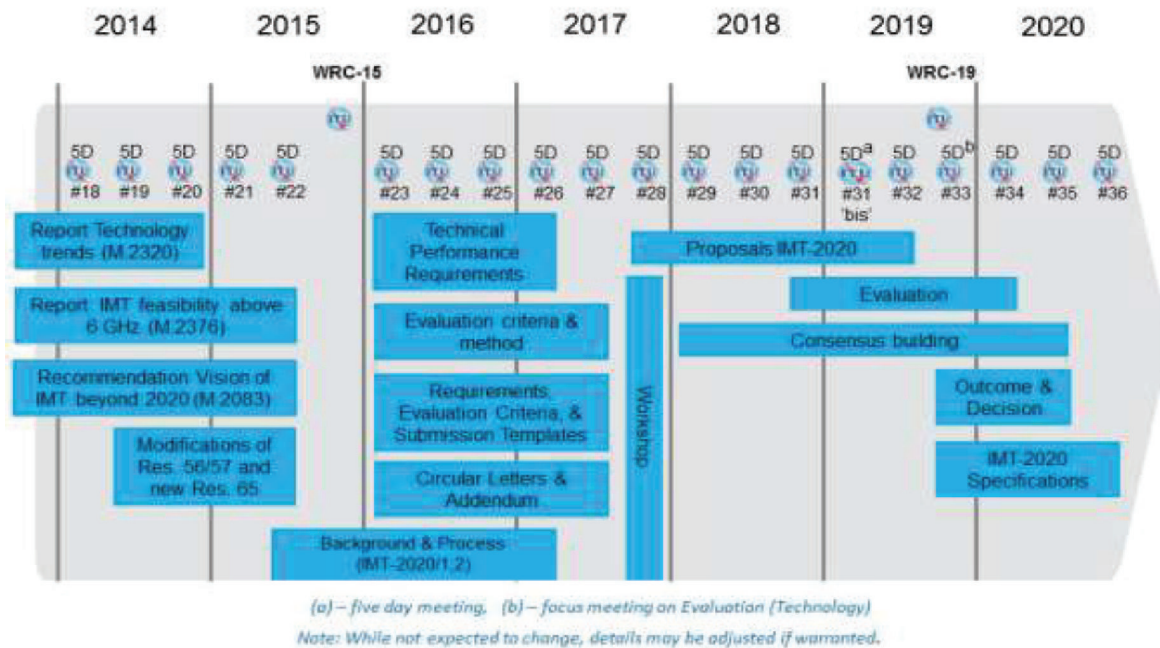 2014 2015 2016 2017 2018 2019 2020
WRC-15 WRC-19
5D 5D 5D 5D 5D 5D 5D 5D 5D 5D 5D 5D 5D 5D 5Da 5D 5Db 5D 5D 5D
#18 #19 #20 #21 #22 #23 #24 #25 #26 #27 #28 #29 #30 #31 #31 #32 #33 #34 #35 #36
'bis'
Report Technology
trends (M.2320)
Technical
Performance
Requirements
Proposals IMT-2020
Report IMT feasibility above
6 GHz (M.2376)
Evaluation criteria &
method
Evaluation
Consensus building
Recommendation Vision of
IMT beyond 2020 (M.2083)
Requirements,
Evaluation Criteria, &
Submission Templates
Workshop
Outcome &
Decision
Modifications of
Res. 56/57 and
new Res. 65
Circular Letters &
Addendum
IMT-2020
Specifications
Background & Process
(IMT-2020/1,2)
(a) – five day meeting, (b) – focus meeting on Evaluation (Technology)
Note: While not expected to change, details may be adjusted if warranted.